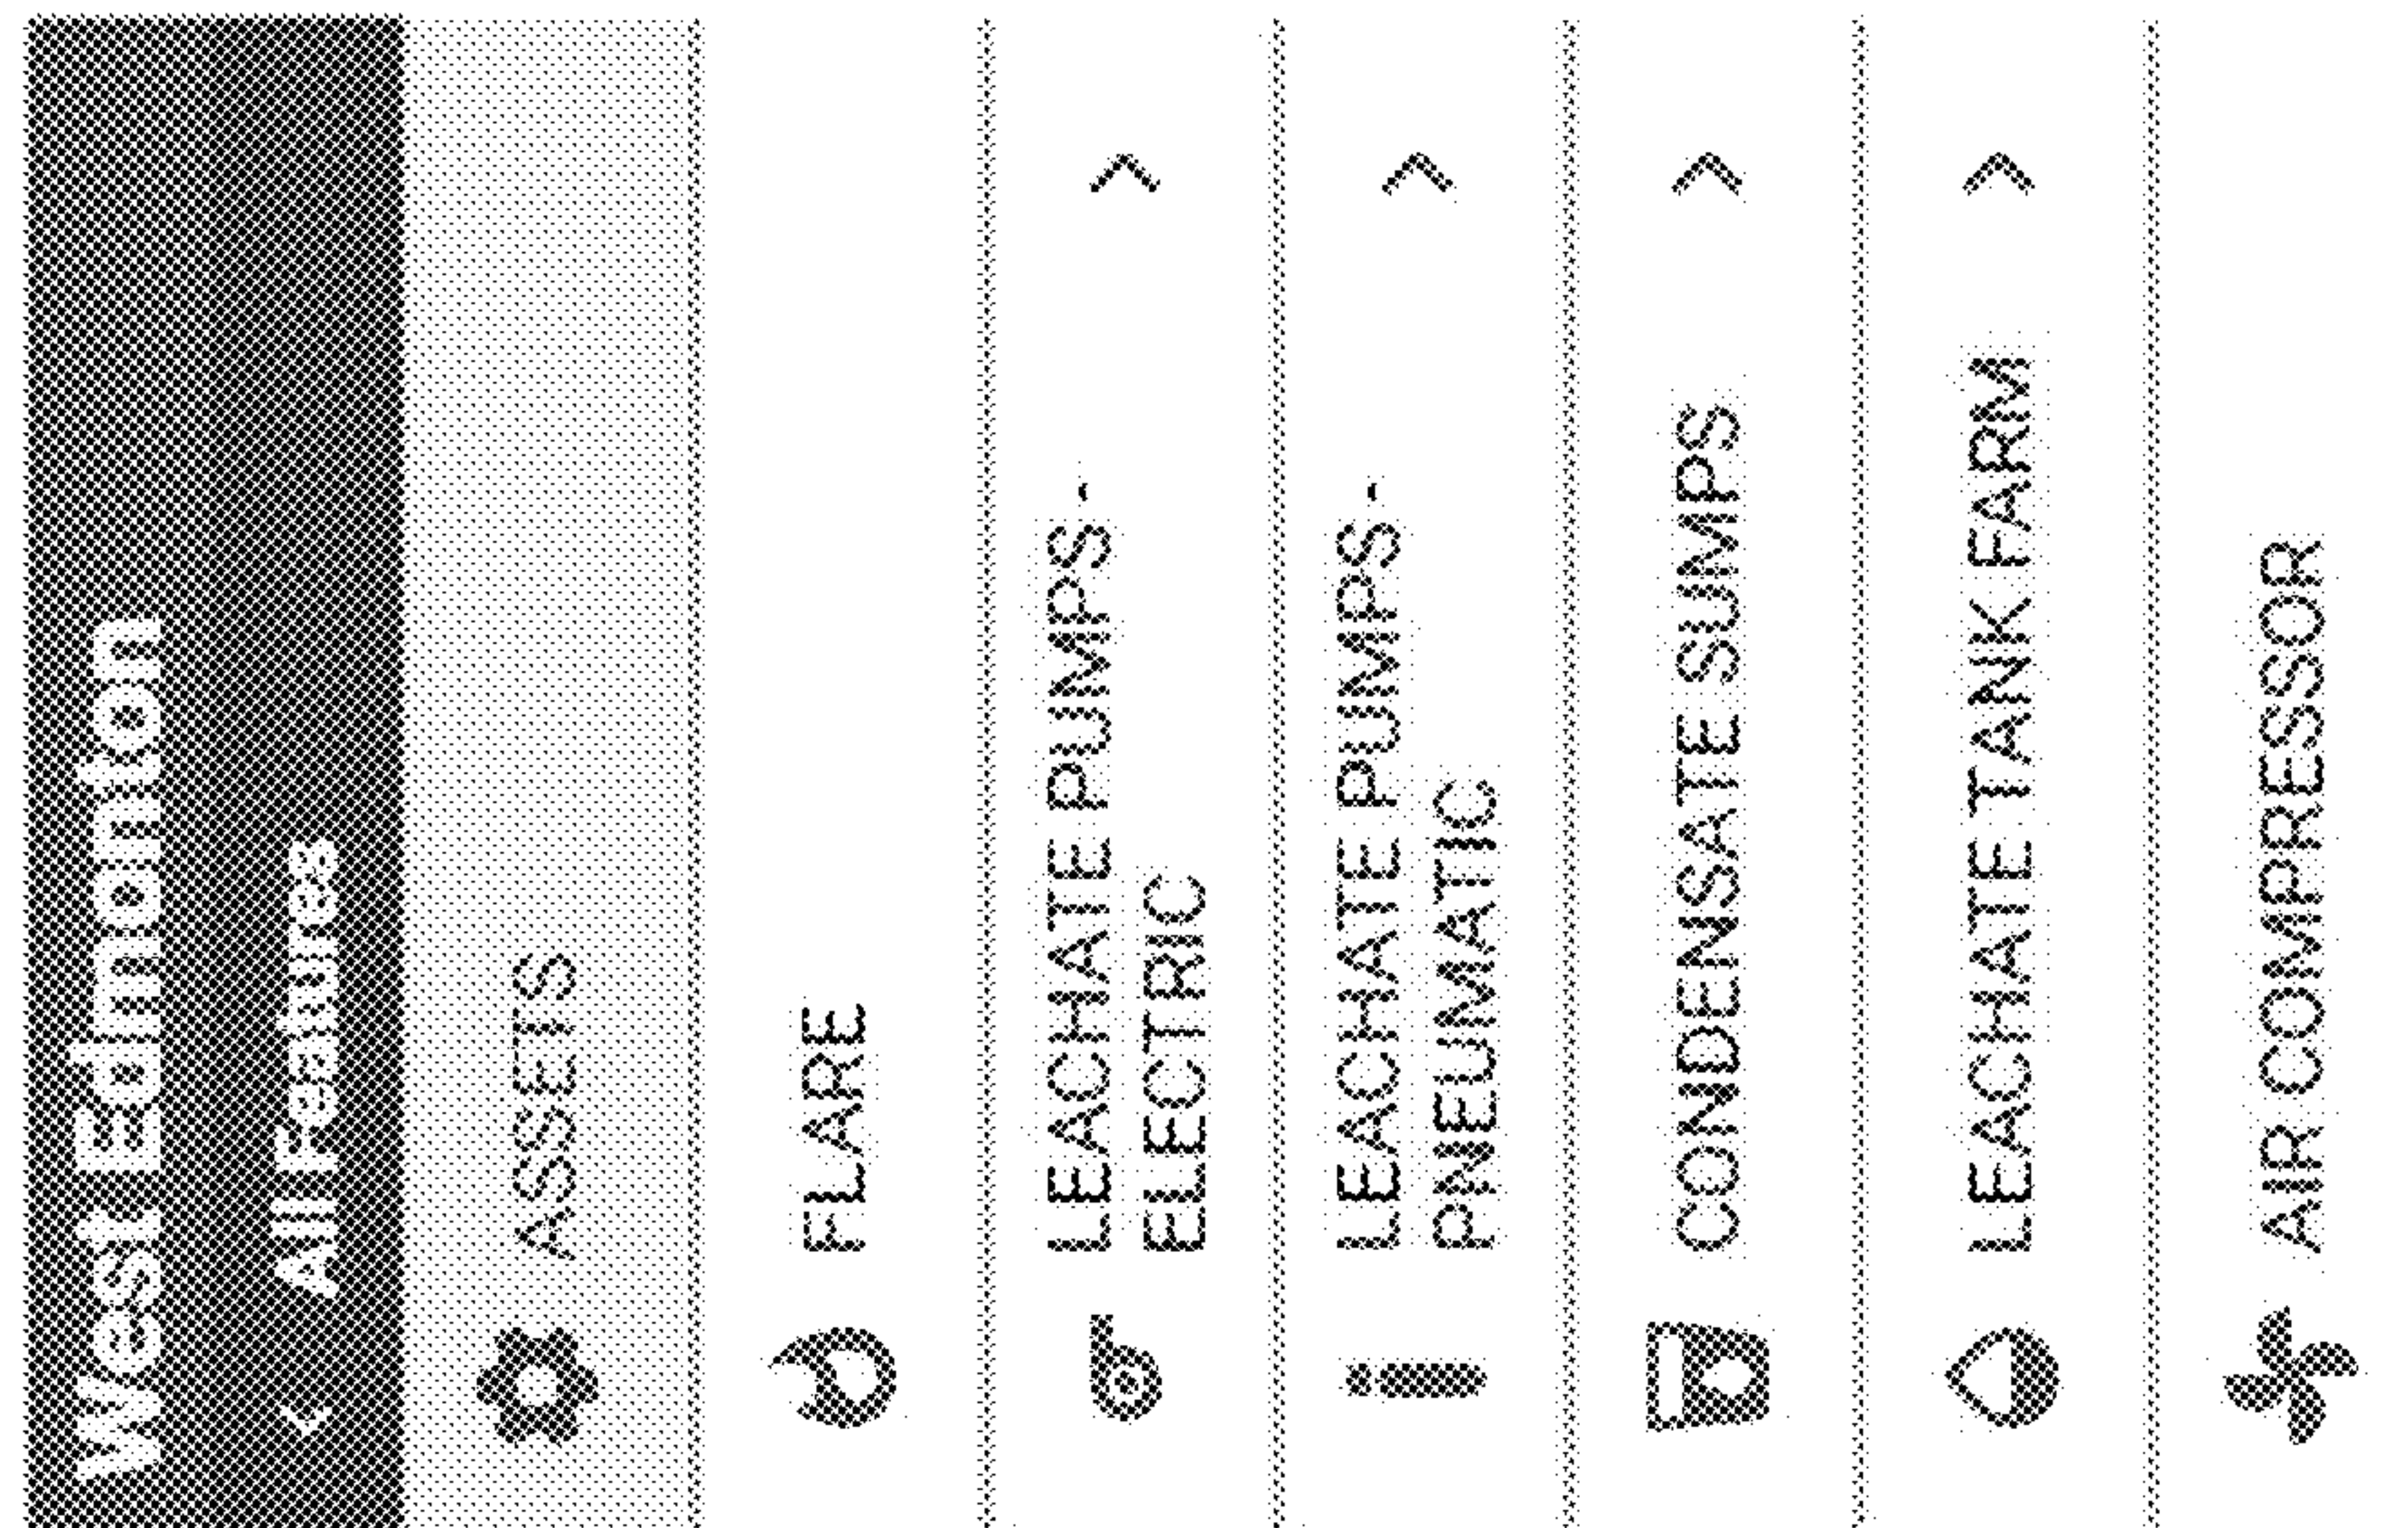 West Edmonton
All Features
ASSETS
FLARE
LEACHATE PUMPS -
ELECTRIC
LEACHATE PUMPS -
PNEUMATIC
CONDENSATE SUMPS
LEACHATE TANK FARM
AIR COMPRESSOR